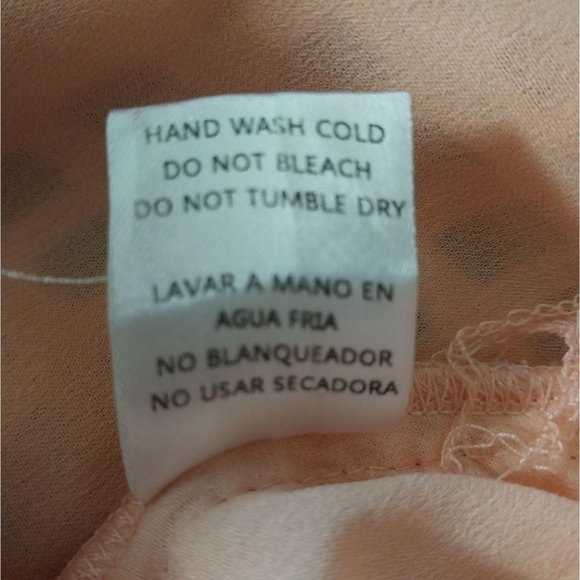 HAND WASH COLD
DO NOT BLEACH
DO NOT TUMBLE DRY
LAVAR A MANO EN
AGUA FRIA
NO BLANQUEADOR
NO USAR SECADORA